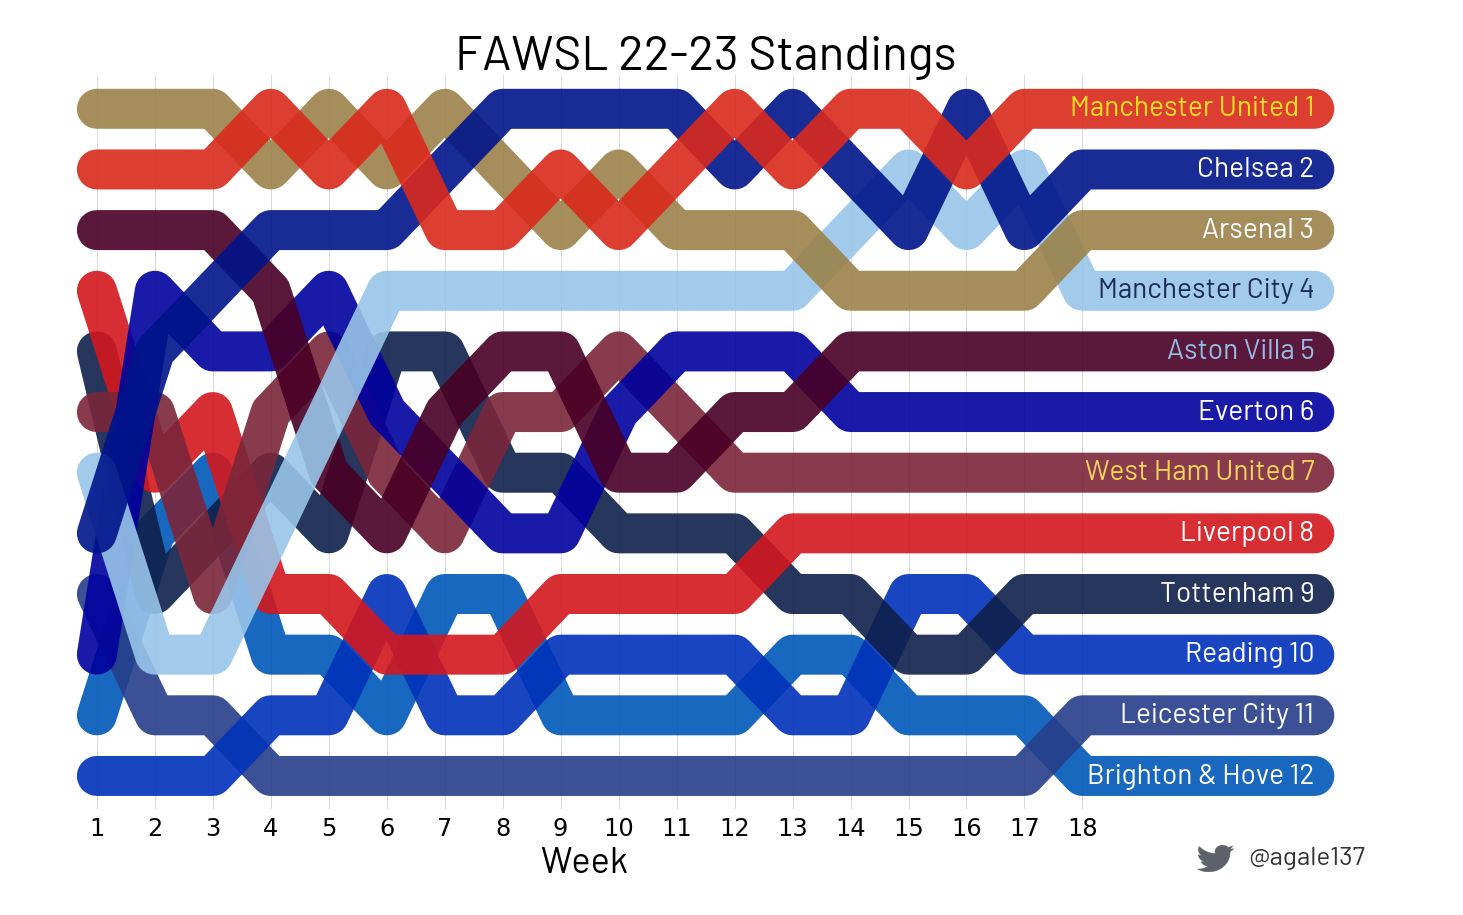 FAWSL 22-23 Standings
Manchester United 1
Chelsea 2
Arsenal 3
Manchester City 4
Aston Villa 5
Everton 6
West Ham United 7
Liverpool 8
Tottenham 9
Reading 10
Leicester City 11
Brighton & Hove 12
1 2 3 4 5 6 7 8 9 10 11 12 13 14 15 16 17 18
Week
@agale137